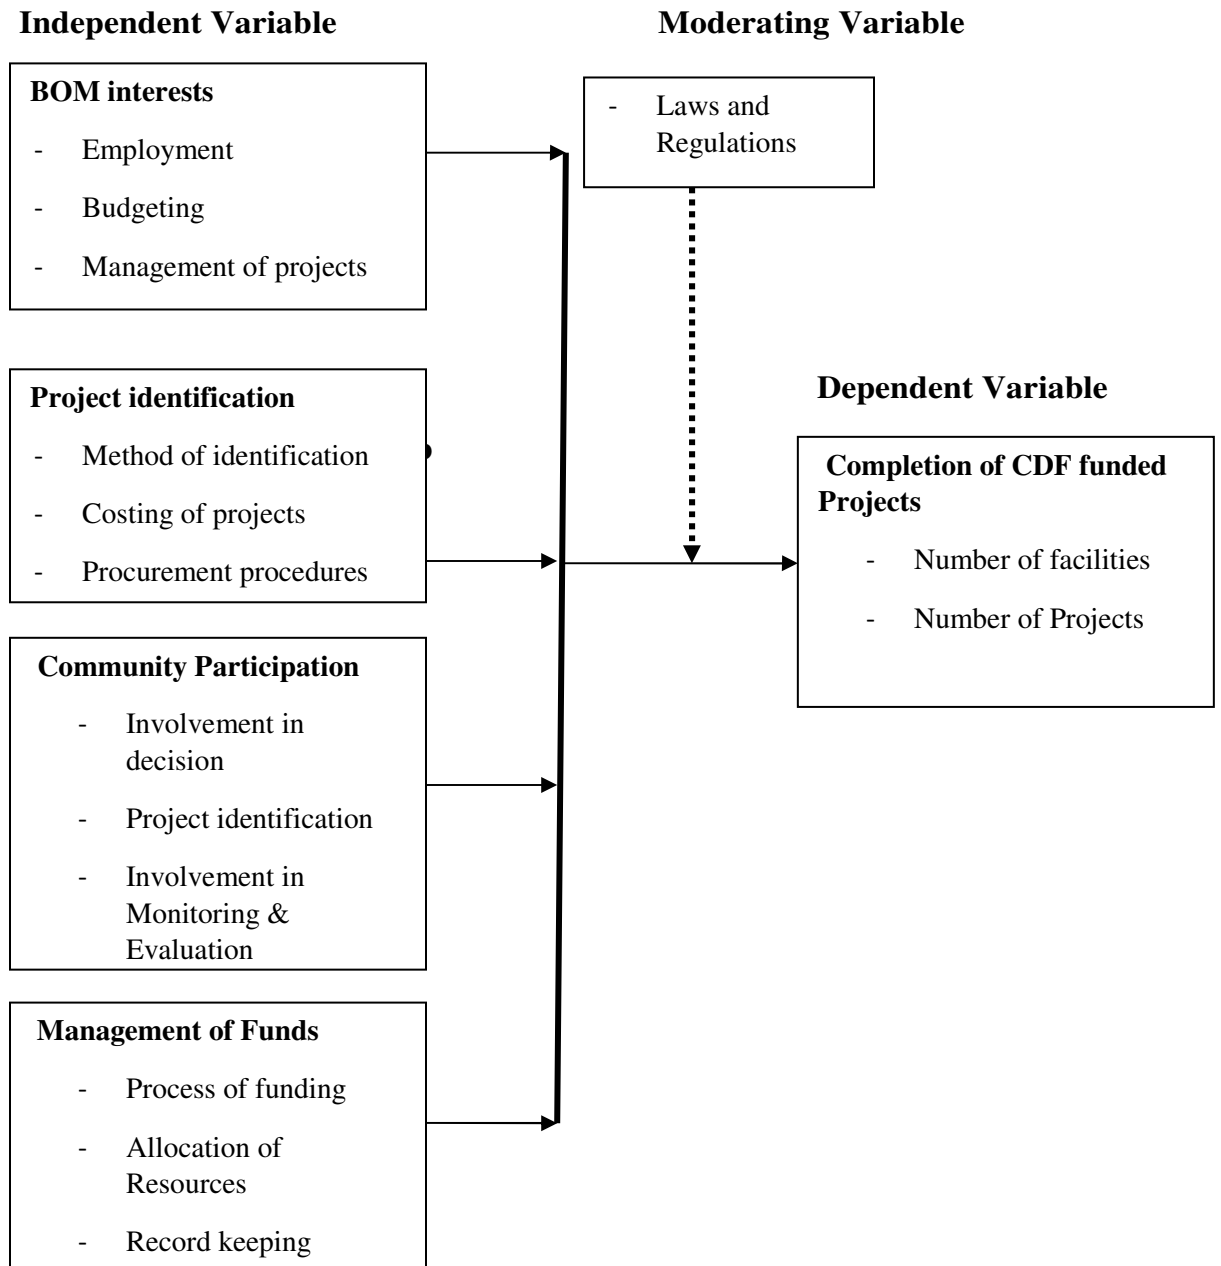 Independent Variable
Moderating Variable
BOM interests
- Employment
- Budgeting
- Management of projects
- Laws and
Regulations
Project identification
- Method of identification
- Costing of projects
- Procurement procedures
Dependent Variable
Completion of CDF funded
Projects
- Number of facilities
- Number of Projects
Community Participation
- Involvement in
decision
- Project identification
- Involvement in
Monitoring &
Evaluation
Management of Funds
- Process of funding
- Allocation of
Resources
- Record keeping